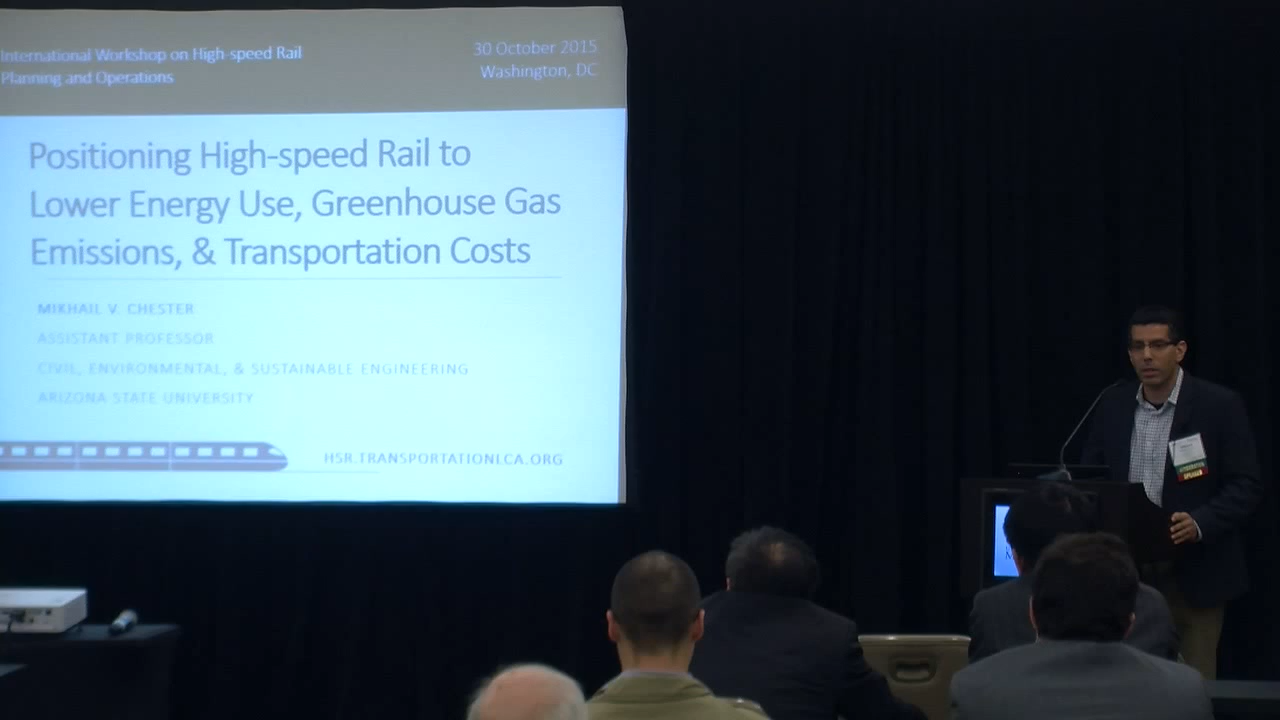 International Workshop on High-speed Rail
Planning and Operations
30 October 2015
Washington, DC
Positioning High-speed Rail to
Lower Energy Use, Greenhouse Gas
Emissions, & Transportation Costs
MIKHAIL V. CHESTER
ASSISTANT PROFESSOR
CIVIL, ENVIRONMENTAL, & SUSTAINABLE ENGINEERING
ARIZONA STATE UNIVERSITY
HSR.TRANSPORTATIONLCA.ORG